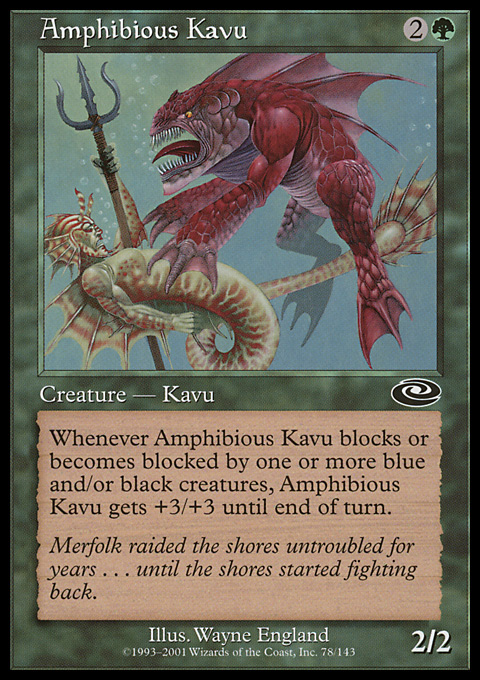 Amphibious Kavu 2
Creature — Kavu
Whenever Amphibious Kavu blocks or
becomes blocked by one or more blue
and/or black creatures, Amphibious
Kavu gets +3/+3 until end of turn.
Merfolk raided the shores untroubled for
years . . . until the shores started fighting
back.
Illus. Wayne England
2/2
©1993–2001 Wizards of the Coast, Inc. 78/143